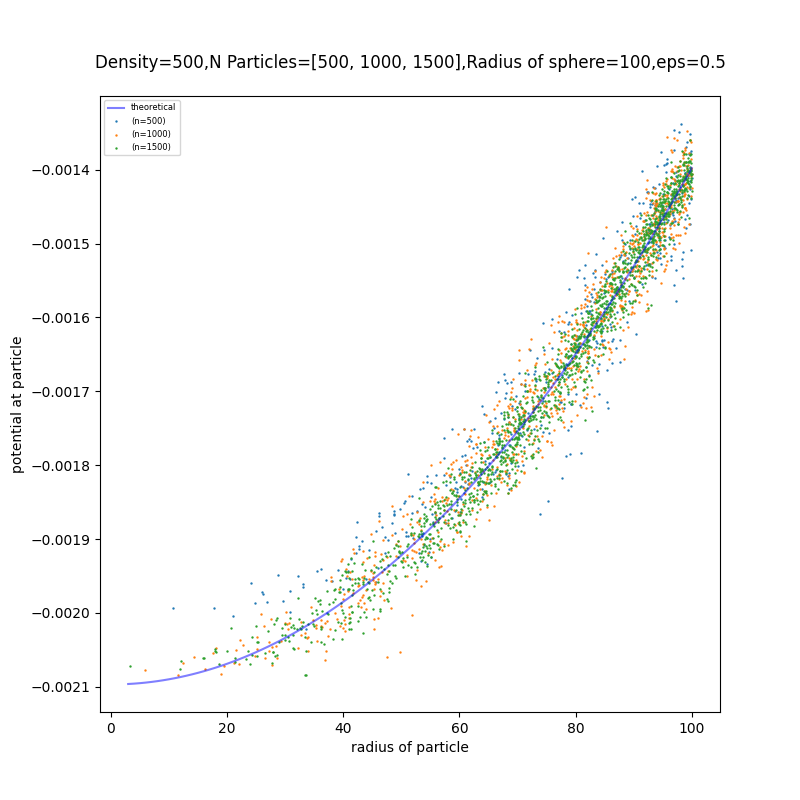 Density=500,N Particles=[500, 1000, 1500],Radius of sphere=100,eps=0.5
theoretical
(n=500)
(n=1000)
(n=1500)
−0.0014
−0.0015
−0.0016
−0.0017
−0.0018
−0.0019
−0.0020
−0.0021
potential at particle
0 20 40 60 80 100
radius of particle